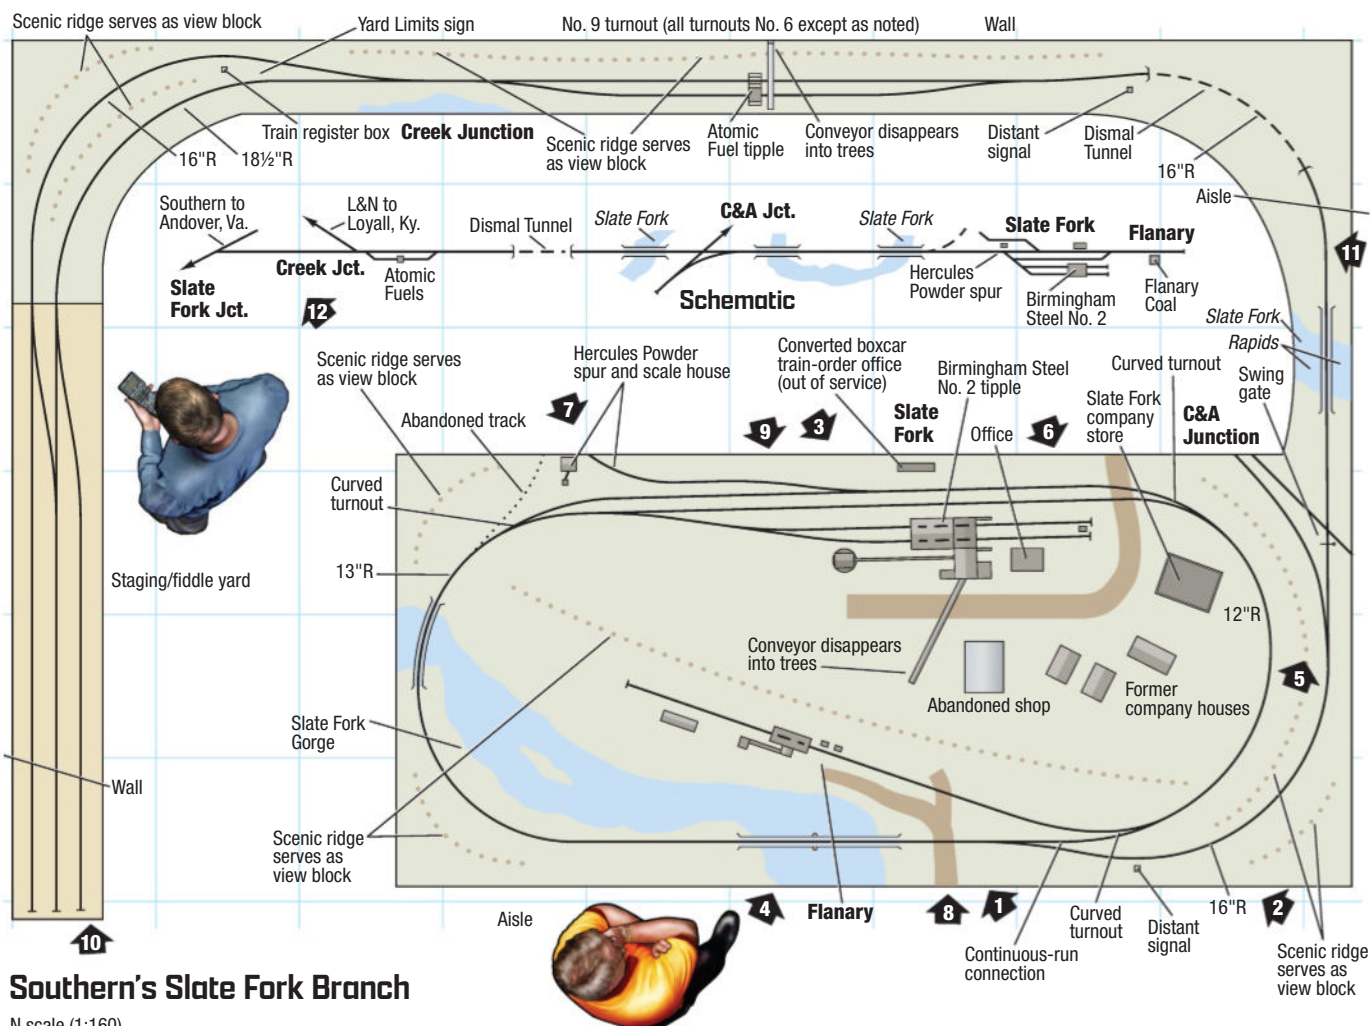 Scenic ridge serves as view block
Yard Limits sign
No. 9 turnout (all turnouts No. 6 except as noted)
Wall
Train register box
Creek Junction
16"R
18½"R
Scenic ridge serves
as view block
Atomic
Fuel tipple
Conveyor disappears
into trees
Distant
signal
Dismal
Tunnel
16"R
Aisle
Southern to
Andover, Va.
L&N to
Loyall, Ky.
Dismal Tunnel
Slate Fork
C&A Jct.
Slate Fork
Slate Fork
Flanary
11
Slate
Fork Jct.
Creek Jct.
Atomic
Fuels
Schematic
Hercules
Powder spur
Birmingham
Steel No. 2
Flanary
Coal
12
Slate Fork
Rapids
Scenic ridge serves
as view block
Hercules Powder
spur and scale house
Converted boxcar
train-order office
(out of service)
Birmingham Steel
No. 2 tipple
Curved turnout
Swing
gate
Abandoned track
7
9
3
Slate
Fork
Office
6
Slate Fork
company
store
C&A
Junction
Curved
turnout
13"R
Staging/fiddle yard
12"R
Conveyor disappears
into trees
Abandoned shop
Former
company houses
5
Slate Fork
Gorge
Wall
Scenic ridge
serves as
view block
Aisle
4
Flanary
8
1
Continuous-run
connection
Curved
turnout
Distant
signal
16"R
2
Scenic ridge
serves as
view block
10
Southern's Slate Fork Branch
N scale (1:160)